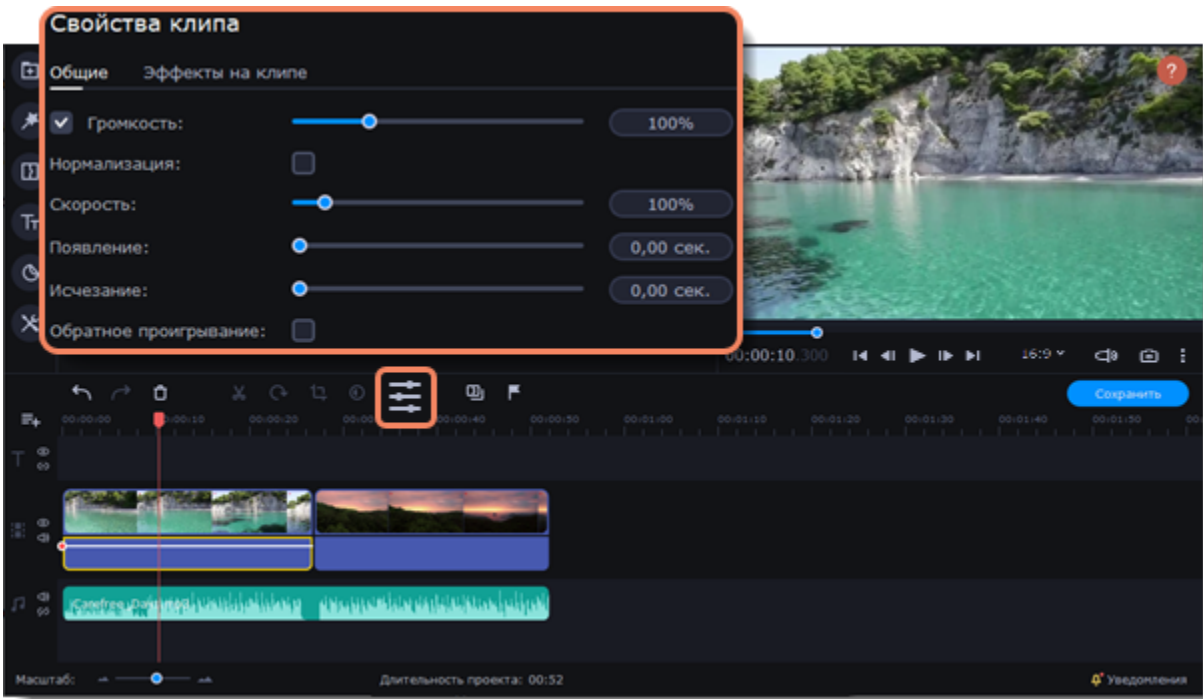 Свойства клипа
Общие Эффекты на клипе
Громкость: 100%
Нормализация:
Скорость: 100%
Появление: 0,00 сек.
Исчезание: 0,00 сек.
Обратное проигрывание:
?
00:00:10.300 16:9
Сохранить
00:00:00 00:00:10 00:00:20 00:00:40 00:00:50 00:01:00 00:01:10 00:01:20 00:01:30 00:01:40 00:01:50
Масштаб: Длительность проекта: 00:52 Уведомления